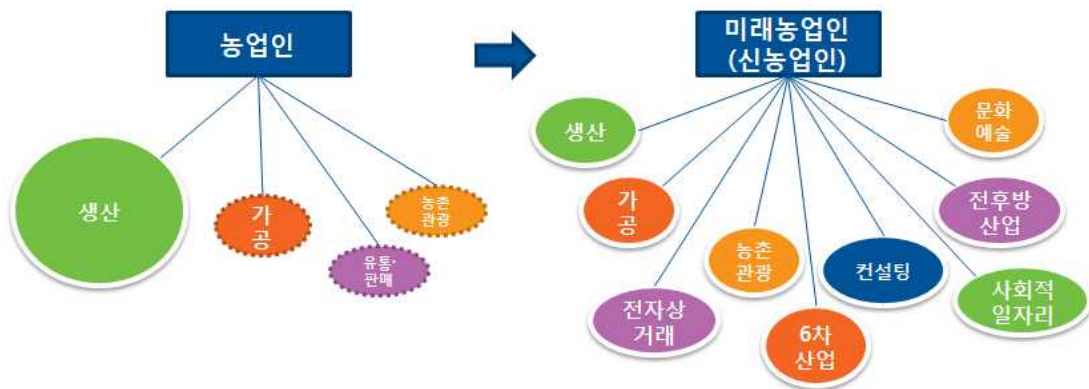 농업인
생산
가
공
유통·
판매
농촌
관광
미래농업인
(신농업인)
생산
가
공
전자상
거래
농촌
관광
6차
산업
컨설팅
사회적
일자리
전후방
산업
문화
예술